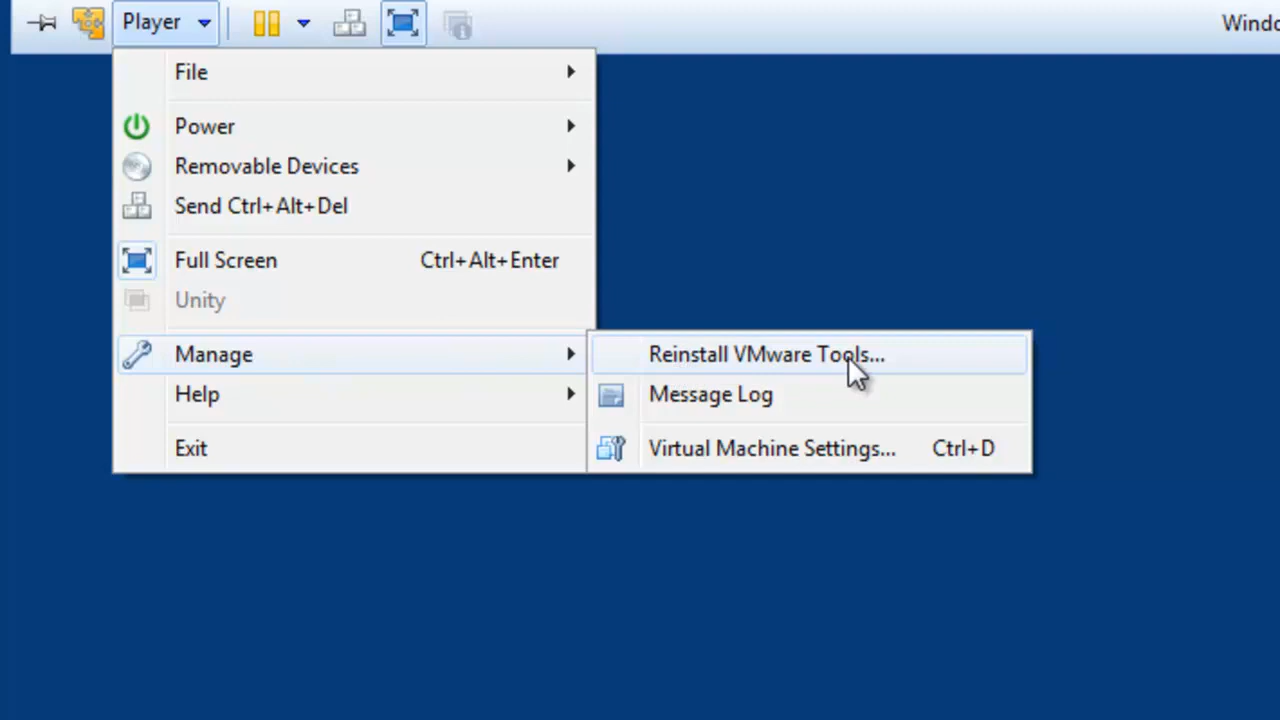 Player
File
Power
Removable Devices
Send Ctrl+Alt+Del
Full Screen Ctrl+Alt+Enter
Unity
Manage
Help
Exit
Reinstall VMware Tools...
Message Log
Virtual Machine Settings... Ctrl+D